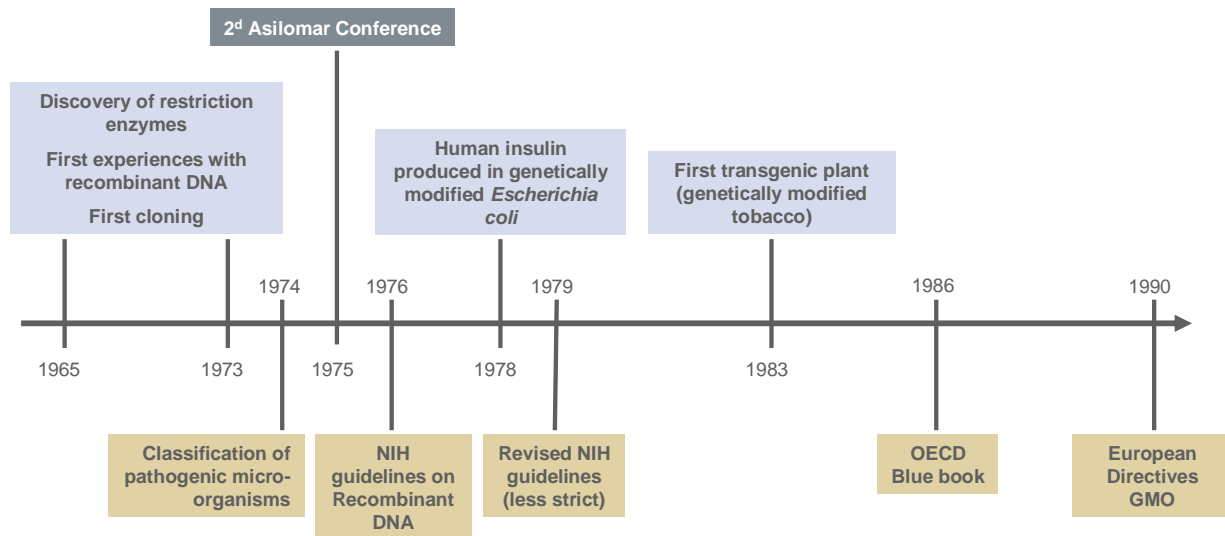 2ᵈ Asilomar Conference
Discovery of restriction
enzymes
First experiences with
recombinant DNA
First cloning
Human insulin
produced in genetically
modified Escherichia
coli
First transgenic plant
(genetically modified
tobacco)
1974
1976
1979
1986
1990
1965
1973
1975
1978
1983
Classification of
pathogenic micro-
organisms
NIH
guidelines on
Recombinant
DNA
Revised NIH
guidelines
(less strict)
OECD
Blue book
European
Directives
GMO